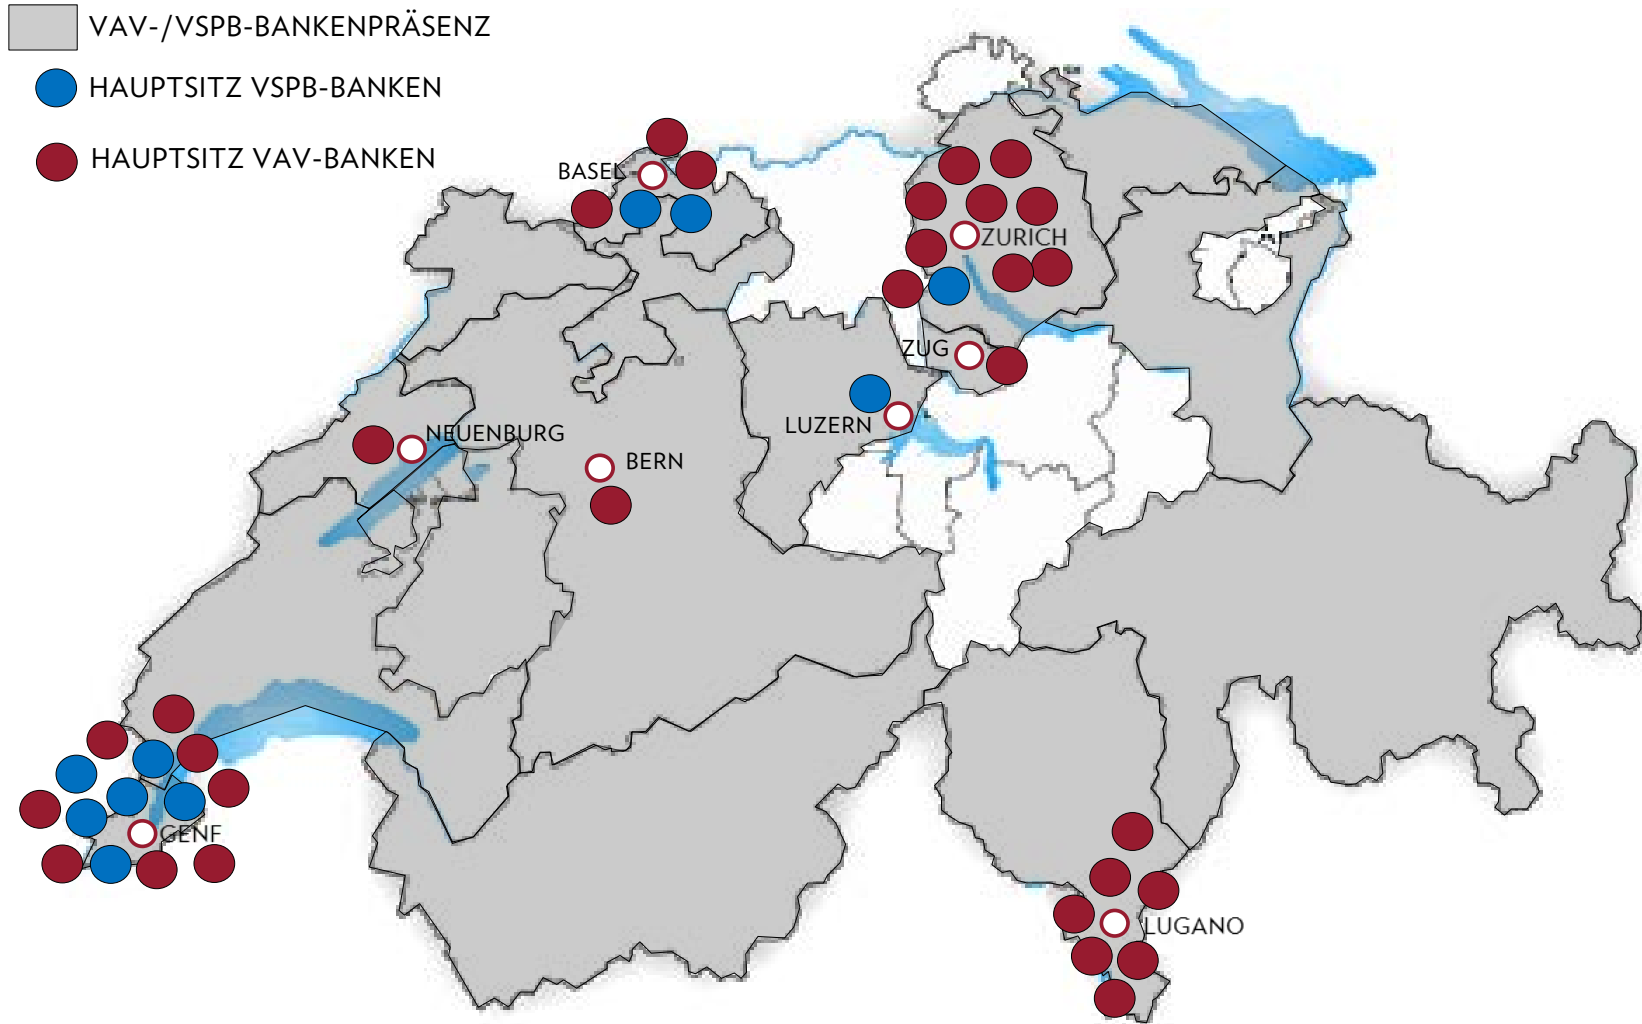 VAV-/VSPB-BANKENPRÄSENZ
HAUPTSITZ VSPB-BANKEN
HAUPTSITZ VAV-BANKEN
BASEL
ZURICH
ZUG
LUZERN
NEUENBURG
BERN
GENF
LUGANO